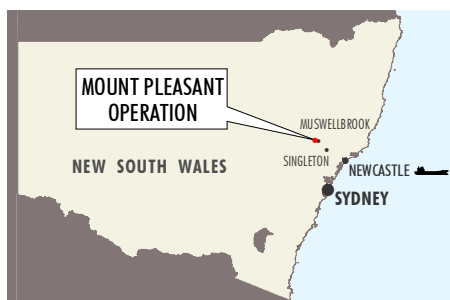 MOUNT PLEASANT
OPERATION
MUSWELLBROOK
SINGLETON
NEWCASTLE
NEW SOUTH WALES
SYDNEY